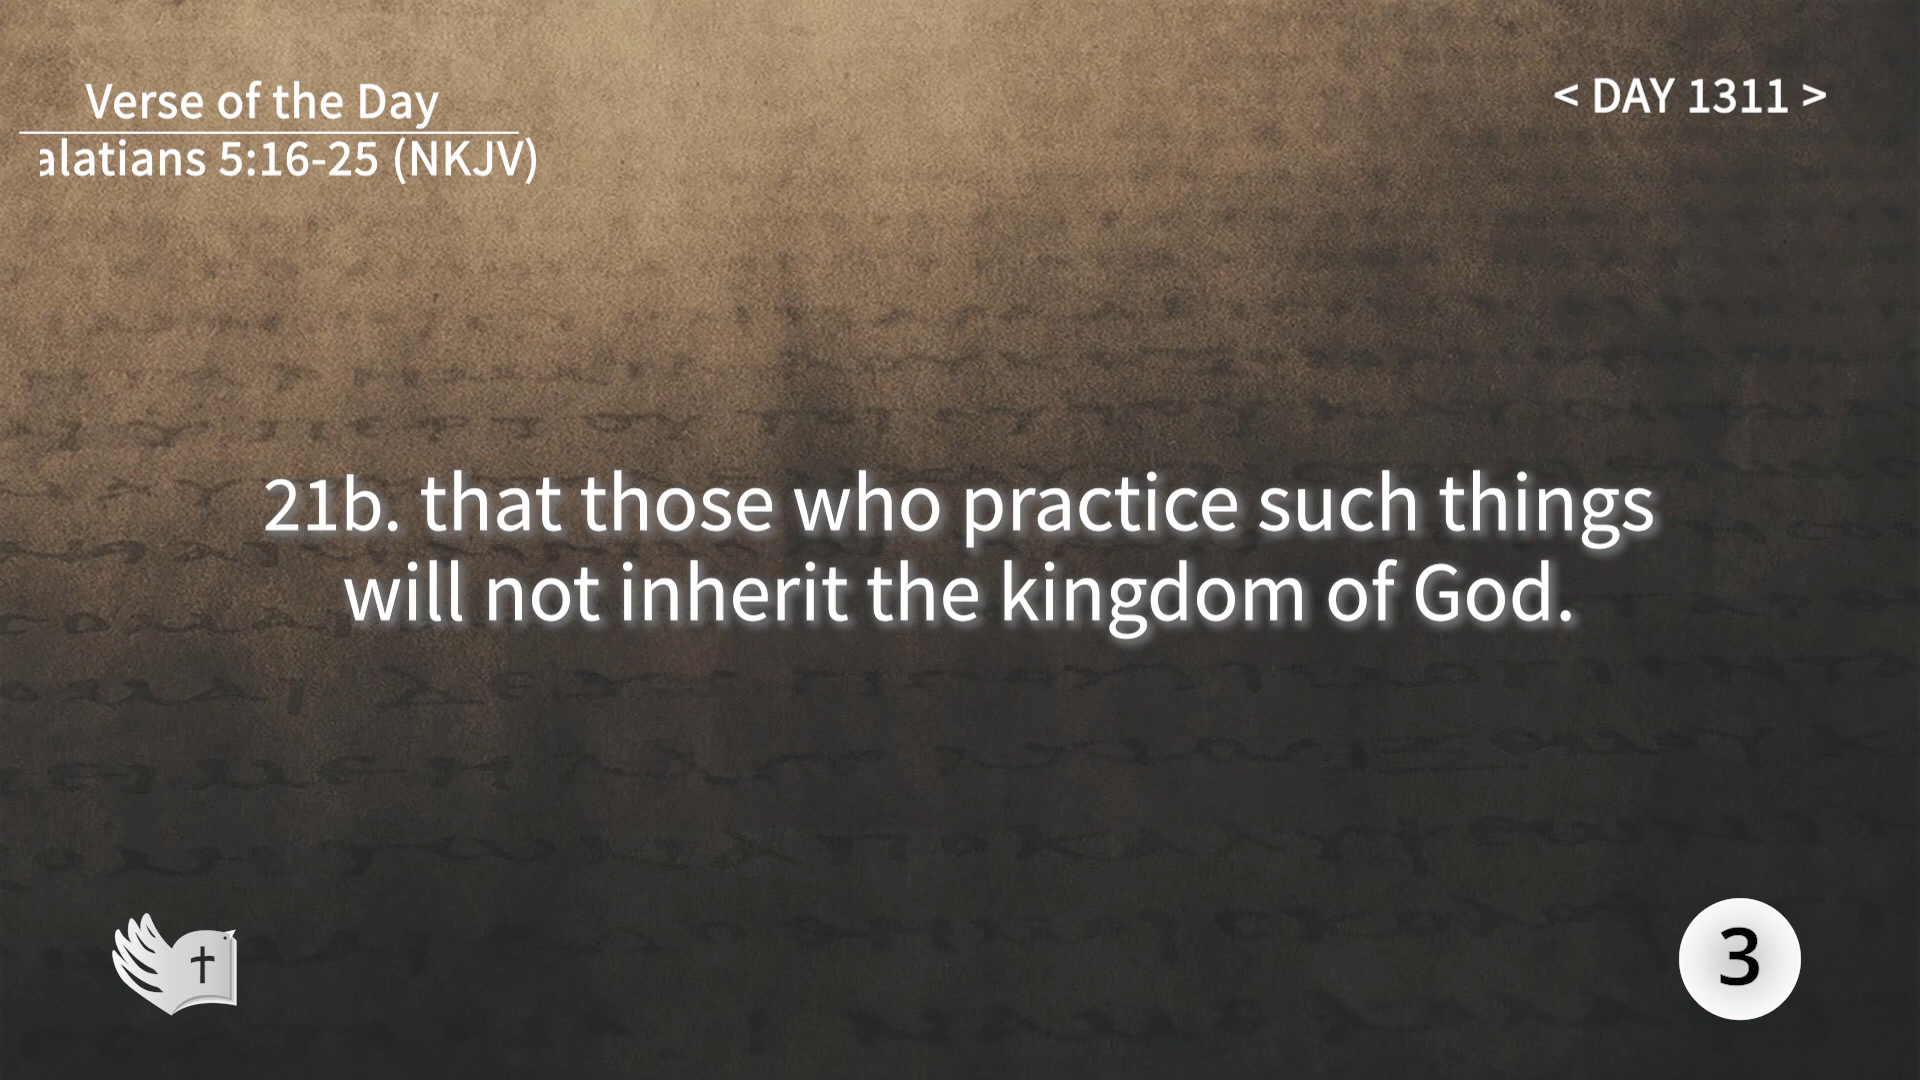 Verse of the Day
< DAY 1311 >
alatians 5:16-25 (NKJV)
21b. that those who practice such things
will not inherit the kingdom of God.
3